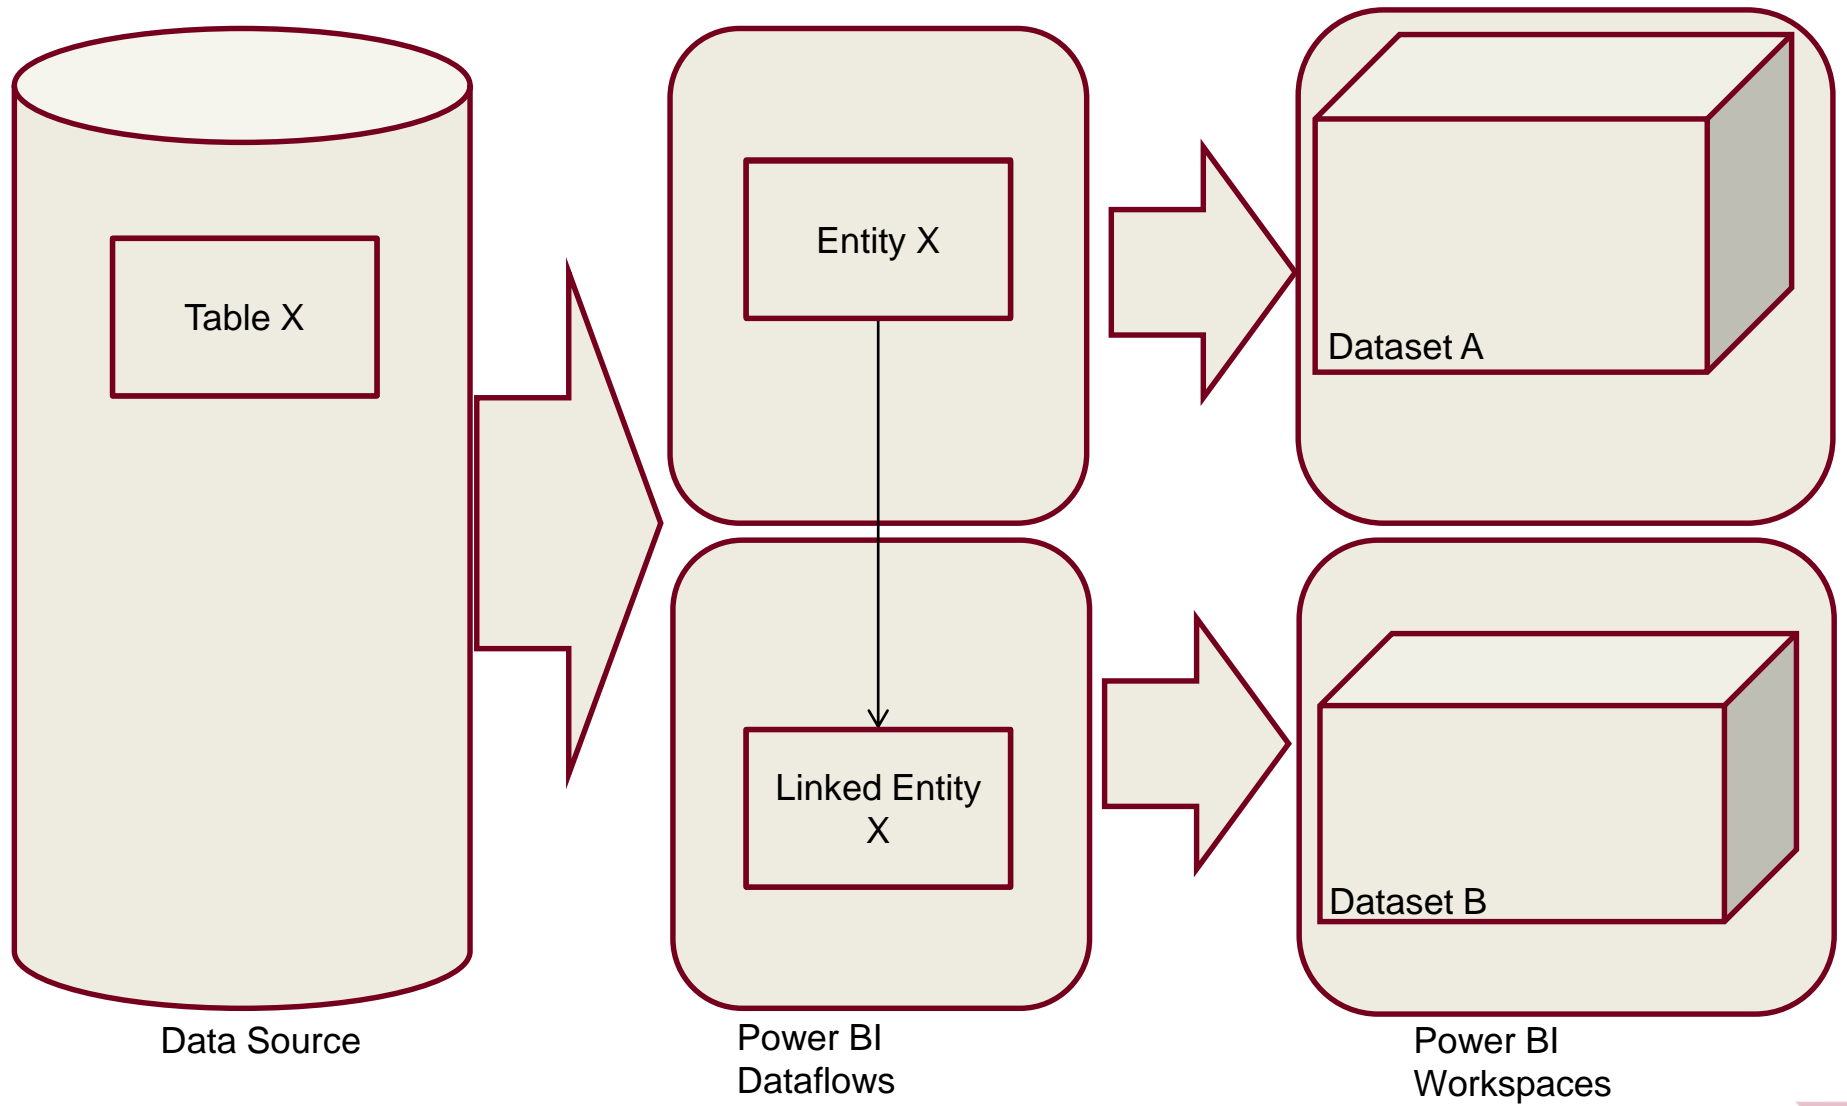 Table X
Data Source
Entity X
Linked Entity
X
Power BI
Dataflows
Dataset A
Dataset B
Power BI
Workspaces